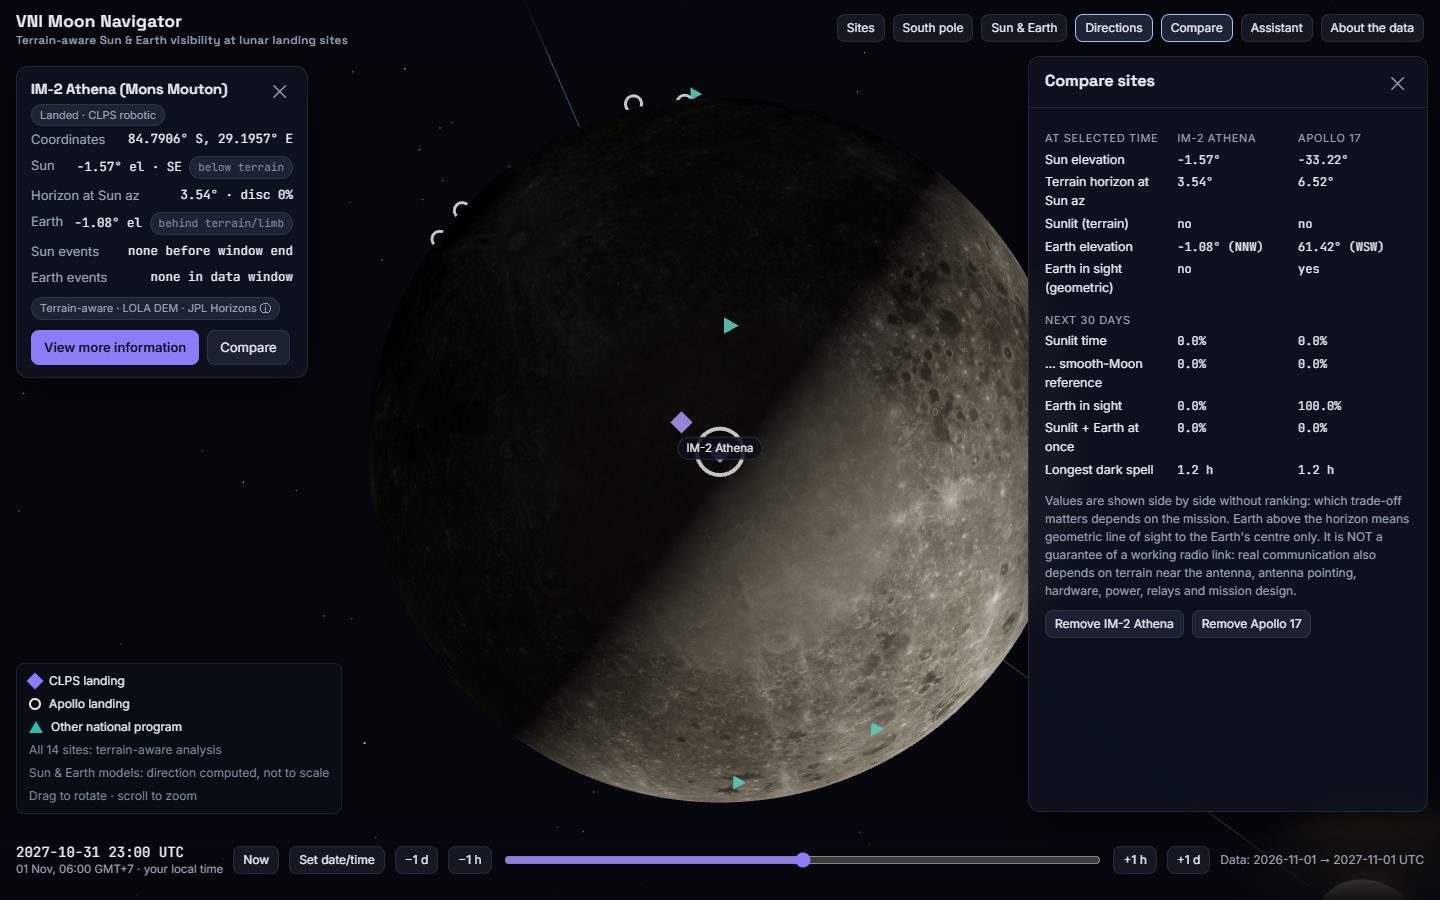 VNI Moon Navigator
Terrain-aware Sun & Earth visibility at lunar landing sites
Sites
South pole
Sun & Earth
Directions
Compare
Assistant
About the data
IM-2 Athena (Mons Mouton)
Landed · CLPS robotic
Coordinates 84.7906° S, 29.1957° E
Sun -1.57° el · SE below terrain
Horizon at Sun az 3.54° · disc 0%
Earth -1.08° el behind terrain/limb
Sun events none before window end
Earth events none in data window
Terrain-aware · LOLA DEM · JPL Horizons ⓘ
View more information
Compare
IM-2 Athena
Compare sites
AT SELECTED TIME IM-2 ATHENA APOLLO 17
Sun elevation -1.57° -33.22°
Terrain horizon at 3.54° 6.52°
Sun az
Sunlit (terrain) no no
Earth elevation -1.08° (NNW) 61.42° (WSW)
Earth in sight no yes
(geometric)
NEXT 30 DAYS
Sunlit time 0.0% 0.0%
... smooth-Moon 0.0% 0.0%
reference
Earth in sight 0.0% 100.0%
Sunlit + Earth at 0.0% 0.0%
once
Longest dark spell 1.2 h 1.2 h
Values are shown side by side without ranking: which trade-off
matters depends on the mission. Earth above the horizon means
geometric line of sight to the Earth's centre only. It is NOT a
guarantee of a working radio link: real communication also
depends on terrain near the antenna, antenna pointing,
hardware, power, relays and mission design.
Remove IM-2 Athena
Remove Apollo 17
CLPS landing
Apollo landing
Other national program
All 14 sites: terrain-aware analysis
Sun & Earth models: direction computed, not to scale
Drag to rotate · scroll to zoom
2027-10-31 23:00 UTC
01 Nov, 06:00 GMT+7 · your local time
Now
Set date/time
−1 d
−1 h
+1 h
+1 d
Data: 2026-11-01 → 2027-11-01 UTC